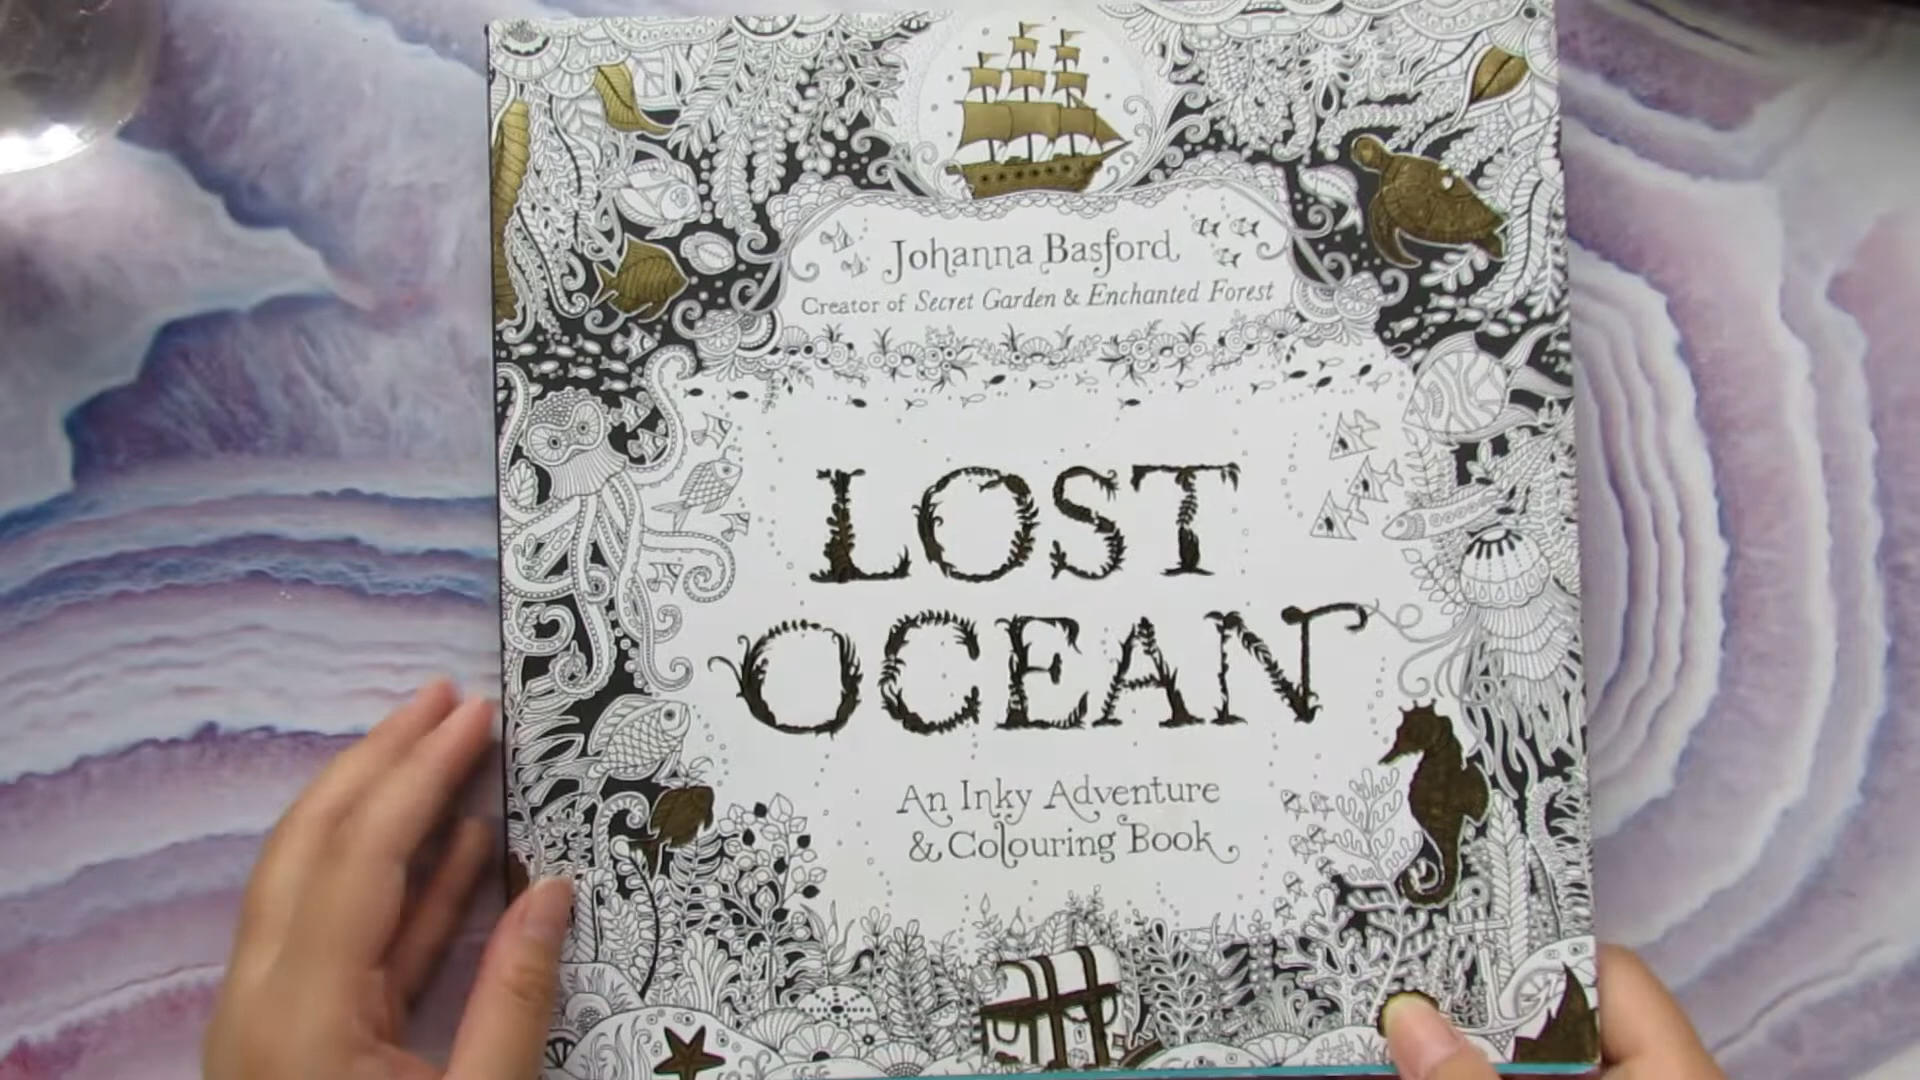 Johanna Basford
Creator of Secret Garden & Enchanted Forest
LOST
OCEAN
An Inky Adventure
& Colouring Book